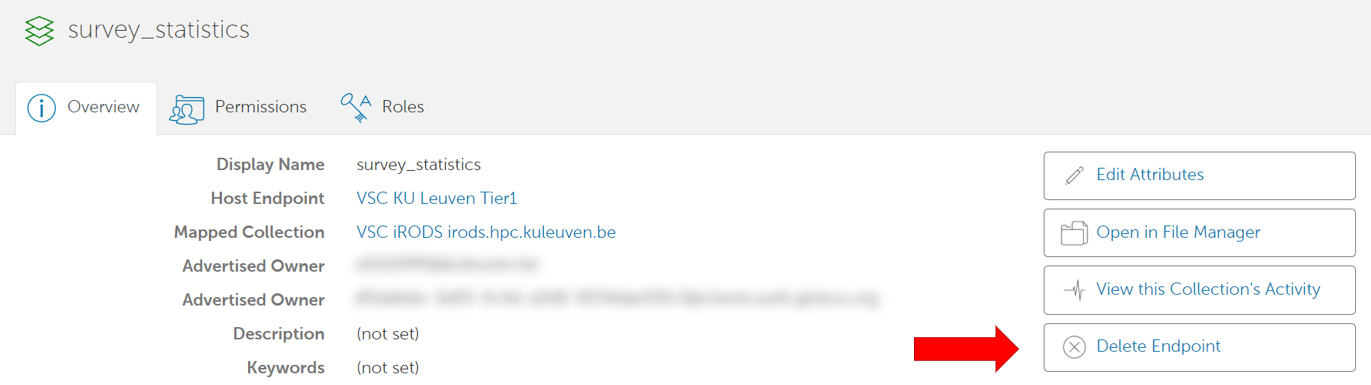 survey_statistics
Overview Permissions Roles
Display Name survey_statistics
Host Endpoint VSC KU Leuven Tier1
Mapped Collection VSC iRODS irods.hpc.kuleuven.be
Advertised Owner
Advertised Owner
Description (not set)
Keywords (not set)
Edit Attributes
Open in File Manager
View this Collection's Activity
Delete Endpoint